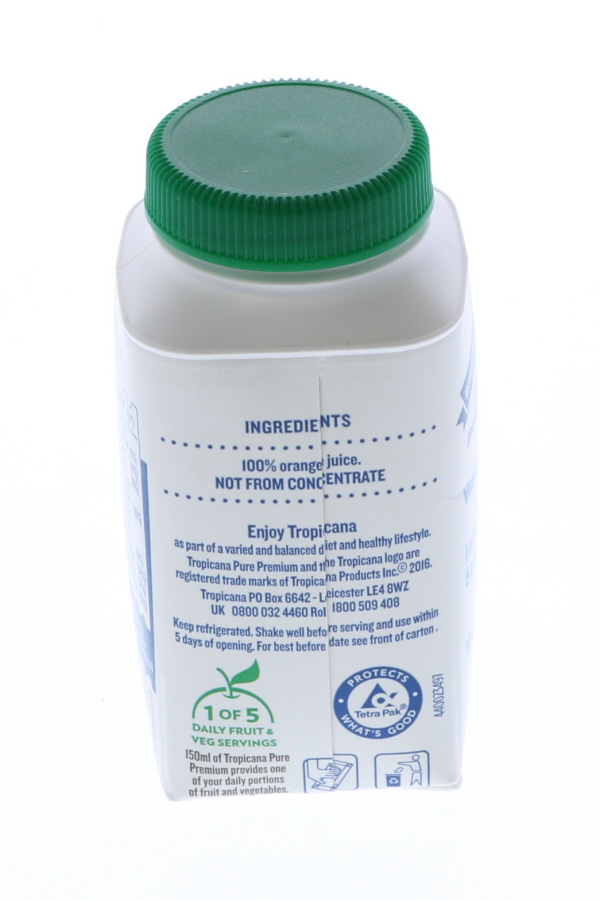 INGREDIENTS
100% orange juice.
NOT FROM CONCENTRATE
Enjoy Tropicana
as part of a varied and balanced diet and healthy lifestyle.
Tropicana Pure Premium and the Tropicana logo are
registered trade marks of Tropicana Products Inc.© 2016.
Tropicana PO Box 6642 - Leicester LE4 8WZ
UK 0800 032 4460 RoI 1800 509 408
Keep refrigerated. Shake well before serving and use within
5 days of opening. For best before date see front of carton.
1 OF 5
DAILY FRUIT &
VEG SERVINGS
150ml of Tropicana Pure
Premium provides one
of your daily portions
of fruit and vegetables.
PROTECTS
Tetra Pak®
WHAT'S GOOD